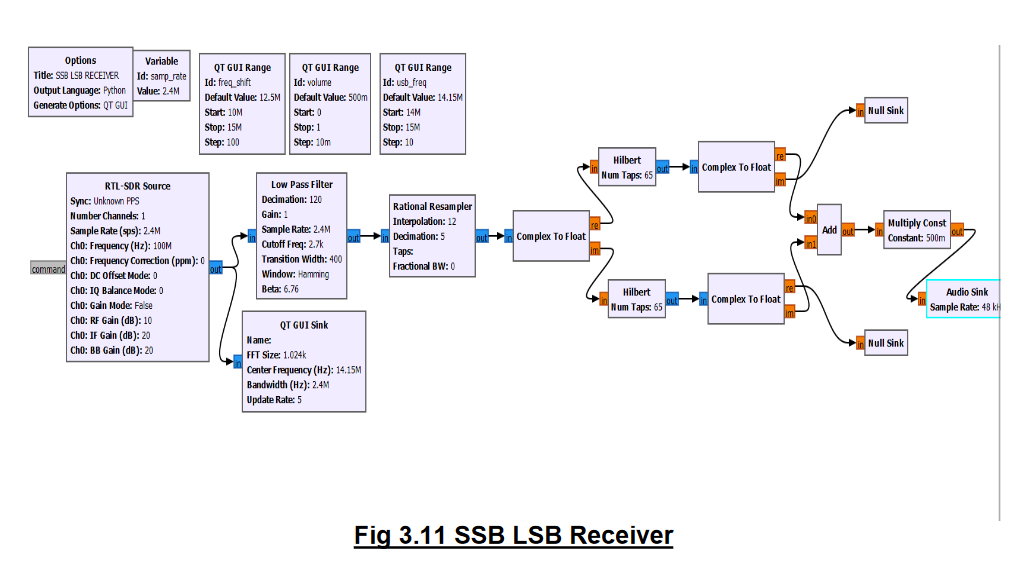 Options
Title: SSB LSB RECEIVER
Output Language: Python
Generate Options: QT GUI
Variable
Id: samp_rate
Value: 2.4M
QT GUI Range
Id: freq_shift
Default Value: 12.5M
Start: 10M
Stop: 15M
Step: 100
QT GUI Range
Id: volume
Default Value: 500m
Start: 0
Stop: 1
Step: 10m
QT GUI Range
Id: usb_freq
Default Value: 14.15M
Start: 14M
Stop: 15M
Step: 10
command
RTL-SDR Source
Sync: Unknown PPS
Number Channels: 1
Sample Rate (sps): 2.4M
Ch0: Frequency (Hz): 100M
Ch0: Frequency Correction (ppm): 0
Ch0: DC Offset Mode: 0
Ch0: IQ Balance Mode: 0
Ch0: Gain Mode: False
Ch0: RF Gain (dB): 10
Ch0: IF Gain (dB): 20
Ch0: BB Gain (dB): 20
out
in
Low Pass Filter
Decimation: 120
Gain: 1
Sample Rate: 2.4M
Cutoff Freq: 2.7k
Transition Width: 400
Window: Hamming
Beta: 6.76
out
in
QT GUI Sink
Name:
FFT Size: 1.024k
Center Frequency (Hz): 14.15M
Bandwidth (Hz): 2.4M
Update Rate: 5
in
Rational Resampler
Interpolation: 12
Decimation: 5
Taps:
Fractional BW: 0
out
in
Complex To Float
re
im
in
Hilbert
Num Taps: 65
out
in
Complex To Float
re
im
in
Hilbert
Num Taps: 65
out
in
Complex To Float
re
im
in
Null Sink
in0
in1
Add
out
in
Multiply Const
Constant: 500m
out
in
Audio Sink
Sample Rate: 48 k
in
Null Sink
Fig 3.11 SSB LSB Receiver